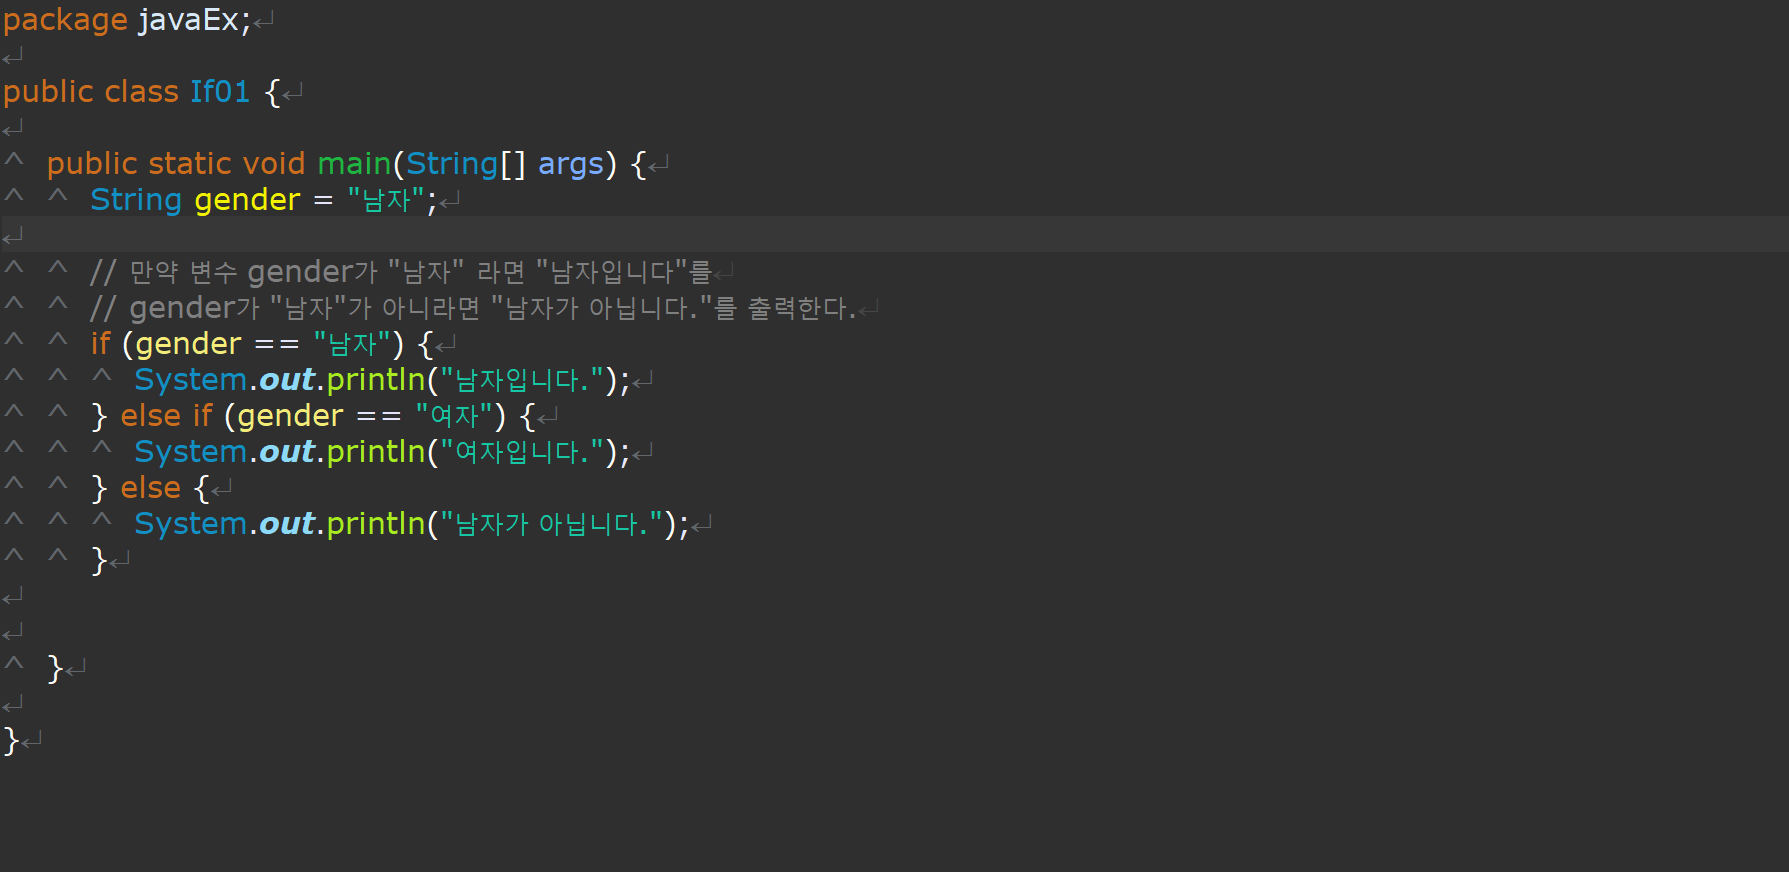 package javaEx;
public class If01 {
public static void main(String[] args) {
String gender = "남자";
// 만약 변수 gender가 "남자" 라면 "남자입니다"를
// gender가 "남자"가 아니라면 "남자가 아닙니다."를 출력한다.
if (gender == "남자") {
System.out.println("남자입니다.");
} else if (gender == "여자") {
System.out.println("여자입니다.");
} else {
System.out.println("남자가 아닙니다.");
}
}
}